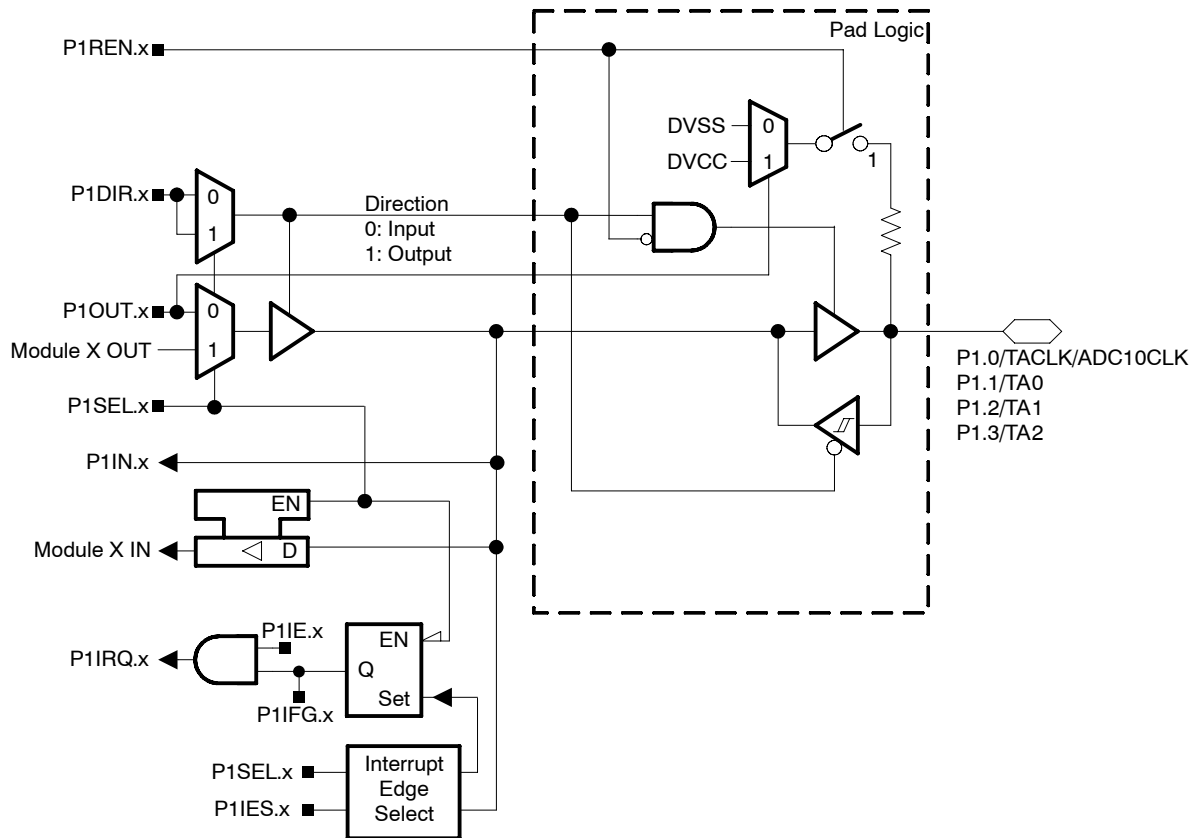 Pad Logic
P1REN.x
DVSS
0
DVCC
1
1
P1DIR.x
0
1
Direction
0: Input
1: Output
P1OUT.x
0
Module X OUT
1
P1.0/TACLK/ADC10CLK
P1.1/TA0
P1.2/TA1
P1.3/TA2
P1SEL.x
P1IN.x
EN
Module X IN
D
P1IE.x
P1IRQ.x
EN
Q
Set
P1IFG.x
P1SEL.x
P1IES.x
Interrupt
Edge
Select